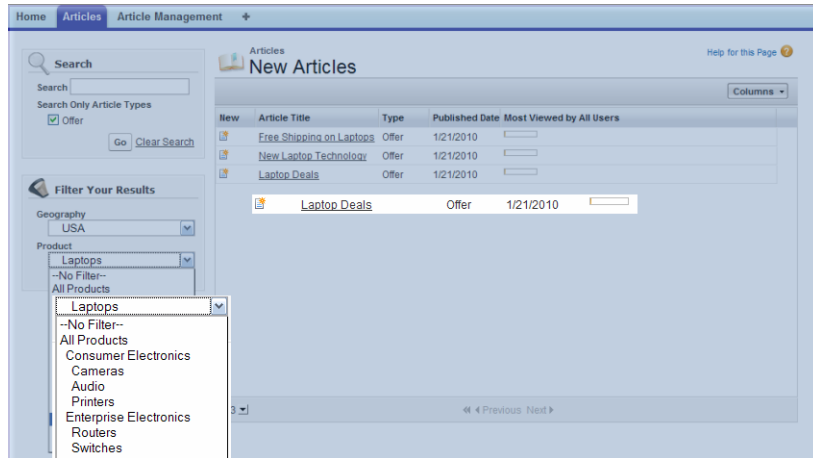 Home Articles Article Management +
Search
Search
Search Only Article Types
Offer
Go Clear Search
Filter Your Results
Geography
USA
Product
Laptops
--No Filter--
All Products
Laptops
--No Filter--
All Products
Consumer Electronics
Cameras
Audio
Printers
Enterprise Electronics
Routers
Switches
Articles
New Articles
Help for this Page ?
Columns
New Article Title Type Published Date Most Viewed by All Users
Free Shipping on Laptops Offer 1/21/2010
New Laptop Technology Offer 1/21/2010
Laptop Deals Offer 1/21/2010
Laptop Deals Offer 1/21/2010
3 Previous Next